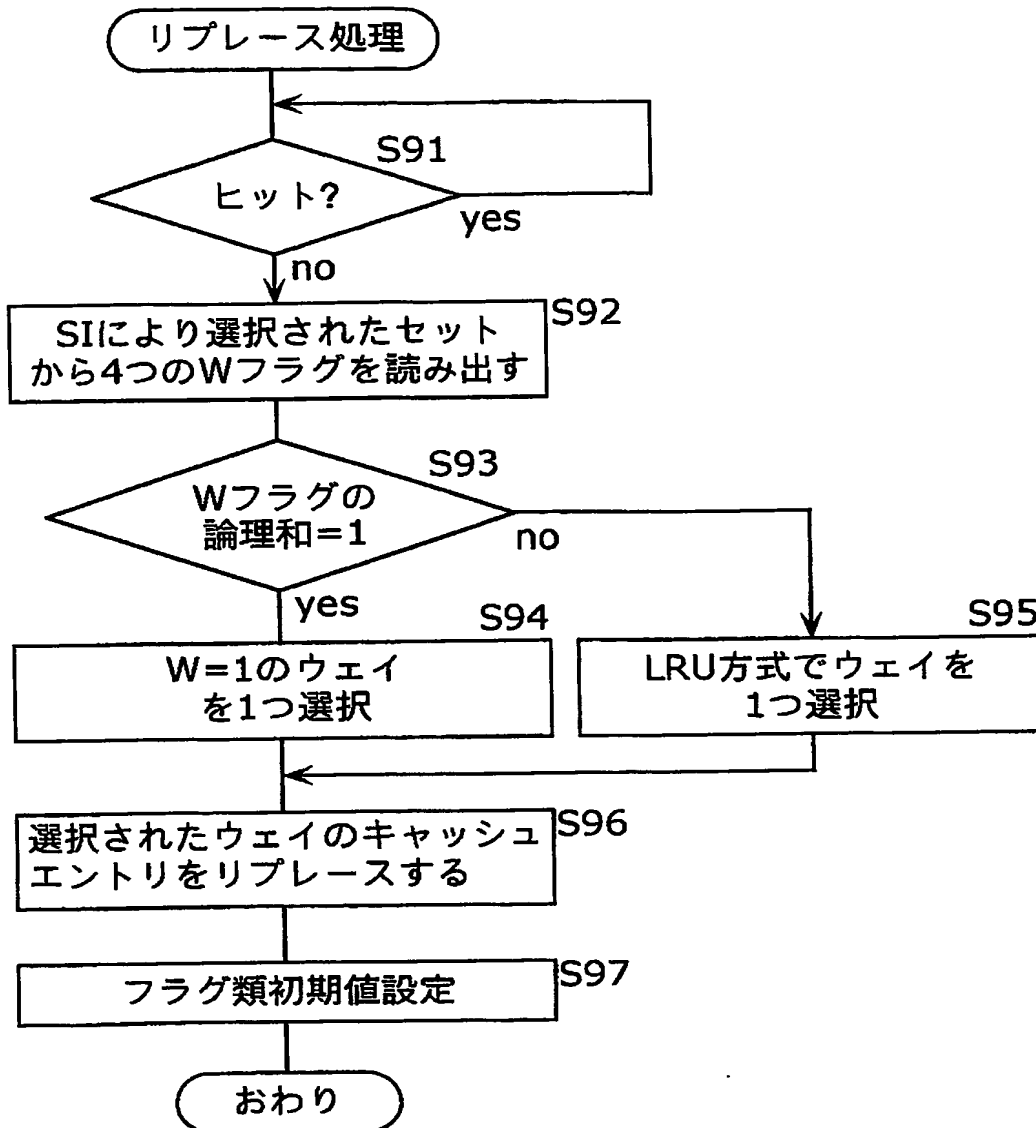 リプレース処理
S91
ヒット?
yes
no
S92
SIにより選択されたセット
から4つのWフラグを読み出す
S93
Wフラグの
論理和=1
no
yes
S94
W=1のウェイ
を1つ選択
S95
LRU方式でウェイを
1つ選択
S96
選択されたウェイのキャッシュ
エントリをリプレースする
S97
フラグ類初期値設定
おわり